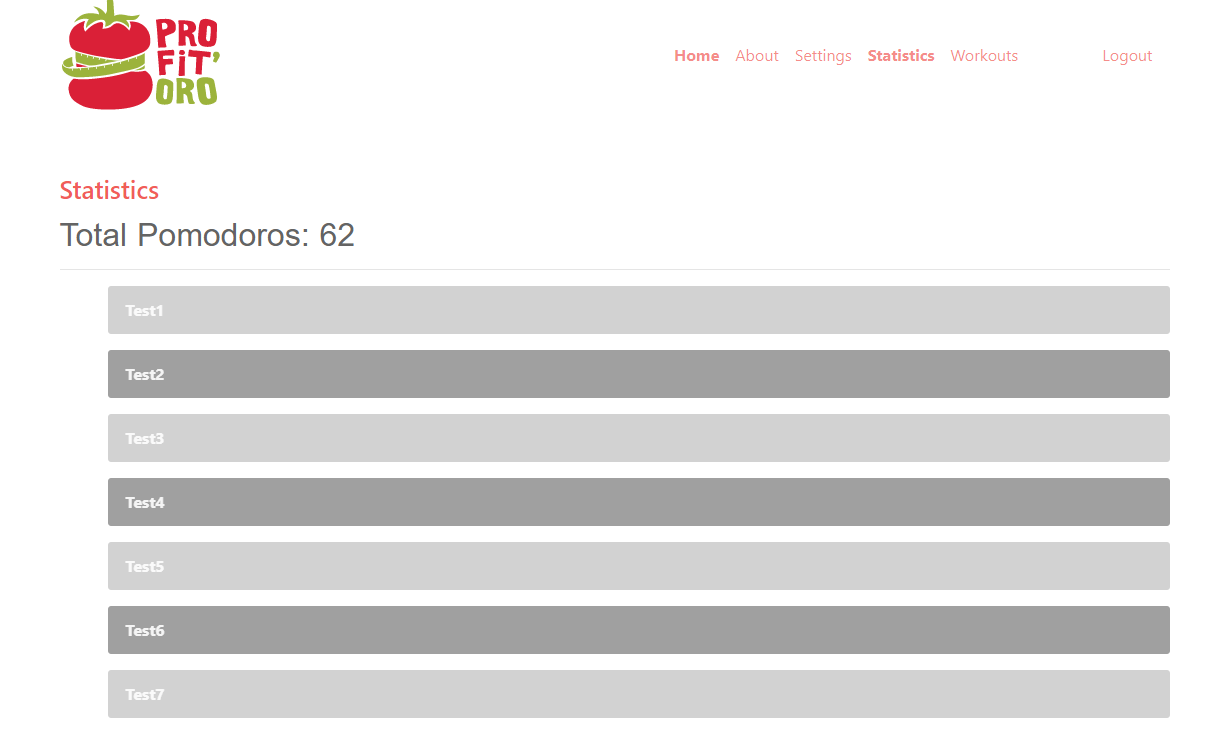 PRO
FiT'
ORO
Home About Settings Statistics Workouts Logout
Statistics
Total Pomodoros: 62
Test1
Test2
Test3
Test4
Test5
Test6
Test7